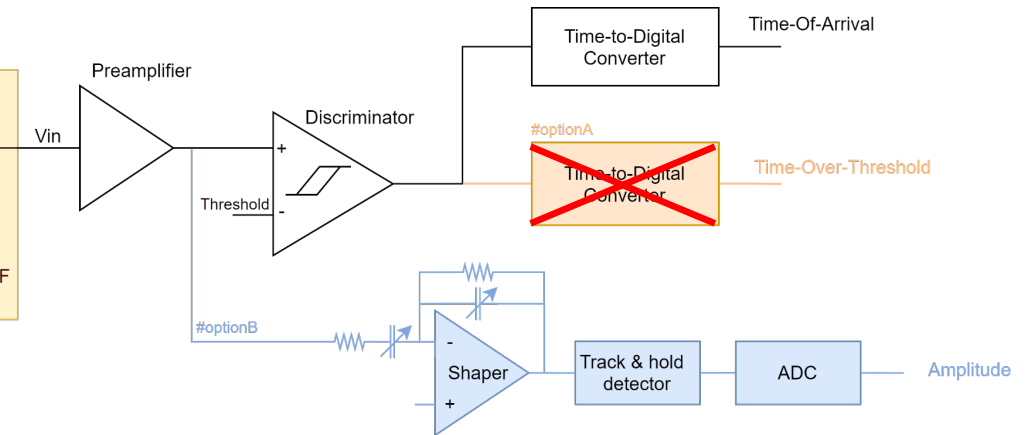 Time-Of-Arrival
Time-to-Digital
Converter
Preamplifier
Discriminator
Vin
+
#optionA
Time-to-Digital
Converter
Time-Over-Threshold
Threshold
-
F
#optionB
-
Shaper
+
Track & hold
detector
ADC
Amplitude